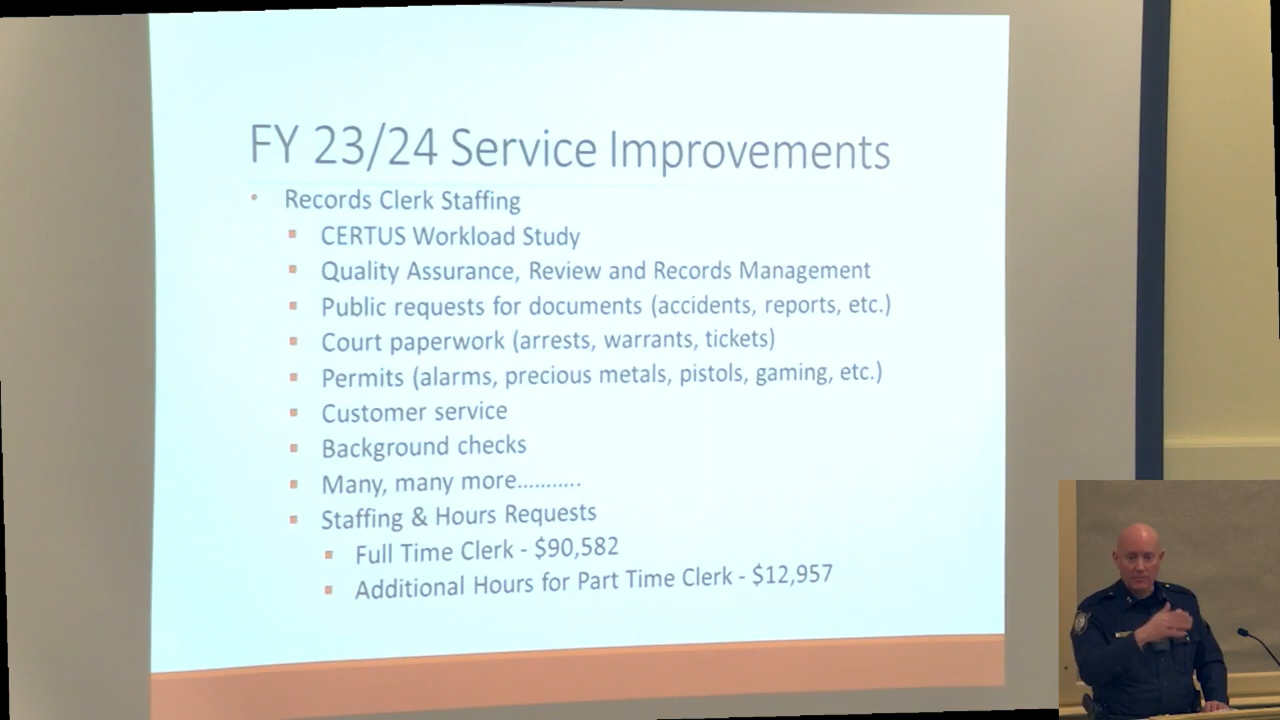 FY 23/24 Service Improvements
• Records Clerk Staffing
▪ CERTUS Workload Study
▪ Quality Assurance, Review and Records Management
▪ Public requests for documents (accidents, reports, etc.)
▪ Court paperwork (arrests, warrants, tickets)
▪ Permits (alarms, precious metals, pistols, gaming, etc.)
▪ Customer service
▪ Background checks
▪ Many, many more...........
▪ Staffing & Hours Requests
▪ Full Time Clerk - $90,582
▪ Additional Hours for Part Time Clerk - $12,957